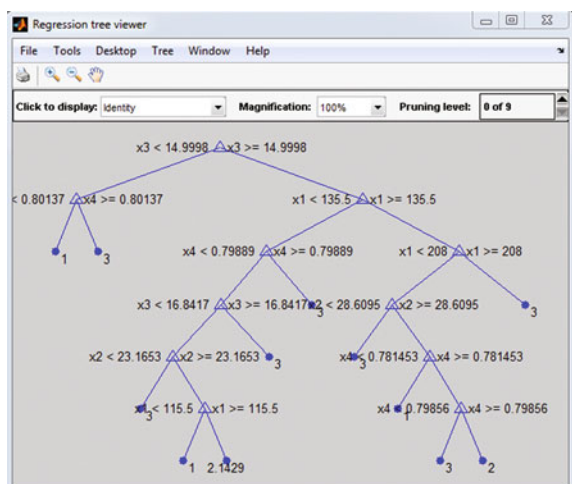 Regression tree viewer
File Tools Desktop Tree Window Help
Click to display: Identity Magnification: 100% Pruning level: 0 of 9
x3 < 14.9998 x3 >= 14.9998
< 0.80137 x4 >= 0.80137 x1 < 135.5 x1 >= 135.5
1 3 x4 < 0.79889 x4 >= 0.79889 x1 < 208 x1 >= 208
x3 < 16.8417 x3 >= 16.8417 3 x2 < 28.6095 x2 >= 28.6095 3
x2 < 23.1653 x2 >= 23.1653 3 x4 < 0.781453 3 x4 >= 0.781453
x1 < 115.5 3 x1 >= 115.5 x4 < 0.79856 1 x4 >= 0.79856
1 2.1429 3 2